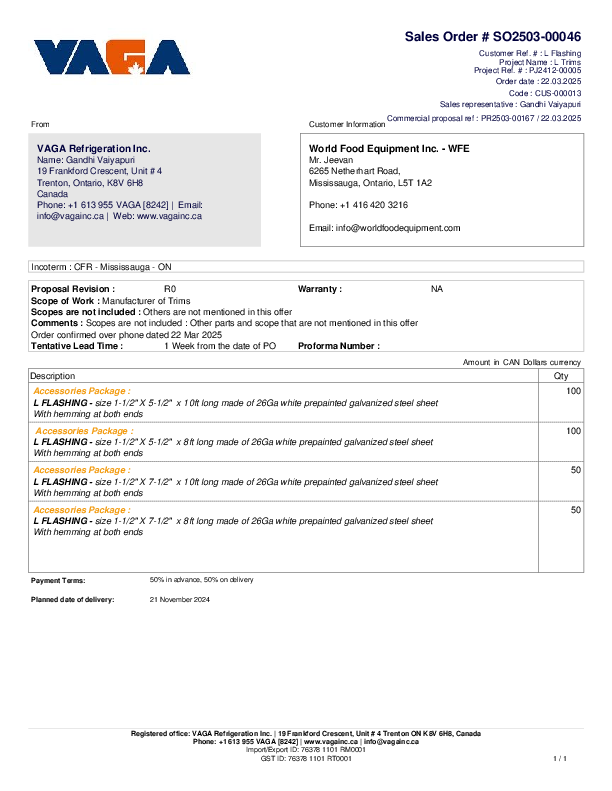 VAGA
Sales Order # SO2503-00046
Customer Ref. # : L Flashing
Project Name : L Trims
Project Ref. # : PJ2412-00005
Order date : 22.03.2025
Code : CUS-000013
Sales representative : Gandhi Vaiyapuri
Commercial proposal ref : PR2503-00167 / 22.03.2025
From
Customer Information
VAGA Refrigeration Inc.
Name: Gandhi Vaiyapuri
19 Frankford Crescent, Unit # 4
Trenton, Ontario, K8V 6H8
Canada
Phone: +1 613 955 VAGA [8242] | Email:
info@vagainc.ca | Web: www.vagainc.ca
World Food Equipment Inc. - WFE
Mr. Jeevan
6265 Netherhart Road,
Mississauga, Ontario, L5T 1A2
Phone: +1 416 420 3216
Email: info@worldfoodequipment.com
Incoterm : CFR - Mississauga - ON
Proposal Revision : R0 Warranty : NA
Scope of Work : Manufacturer of Trims
Scopes are not included : Others are not mentioned in this offer
Comments : Scopes are not included : Other parts and scope that are not mentioned in this offer
Order confirmed over phone dated 22 Mar 2025
Tentative Lead Time : 1 Week from the date of PO Proforma Number :
Amount in CAN Dollars currency
Description Qty
Accessories Package : 100
L FLASHING - size 1-1/2" X 5-1/2" x 10ft long made of 26Ga white prepainted galvanized steel sheet
With hemming at both ends
Accessories Package : 100
L FLASHING - size 1-1/2" X 5-1/2" x 8ft long made of 26Ga white prepainted galvanized steel sheet
With hemming at both ends
Accessories Package : 50
L FLASHING - size 1-1/2" X 7-1/2" x 10ft long made of 26Ga white prepainted galvanized steel sheet
With hemming at both ends
Accessories Package : 50
L FLASHING - size 1-1/2" X 7-1/2" x 8ft long made of 26Ga white prepainted galvanized steel sheet
With hemming at both ends
Payment Terms: 50% in advance, 50% on delivery
Planned date of delivery: 21 November 2024
Registered office: VAGA Refrigeration Inc. | 19 Frankford Crescent, Unit # 4 Trenton ON K8V 6H8, Canada
Phone: +1 613 955 VAGA [8242] | www.vagainc.ca | info@vagainc.ca
Import/Export ID: 76378 1101 RM0001
GST ID: 76378 1101 RT0001
1 / 1